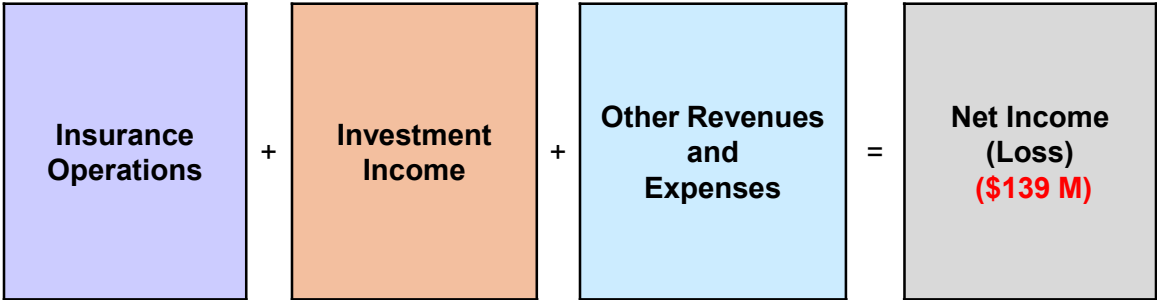 Insurance
Operations
+
Investment
Income
+
Other Revenues
and
Expenses
=
Net Income
(Loss)
($139 M)